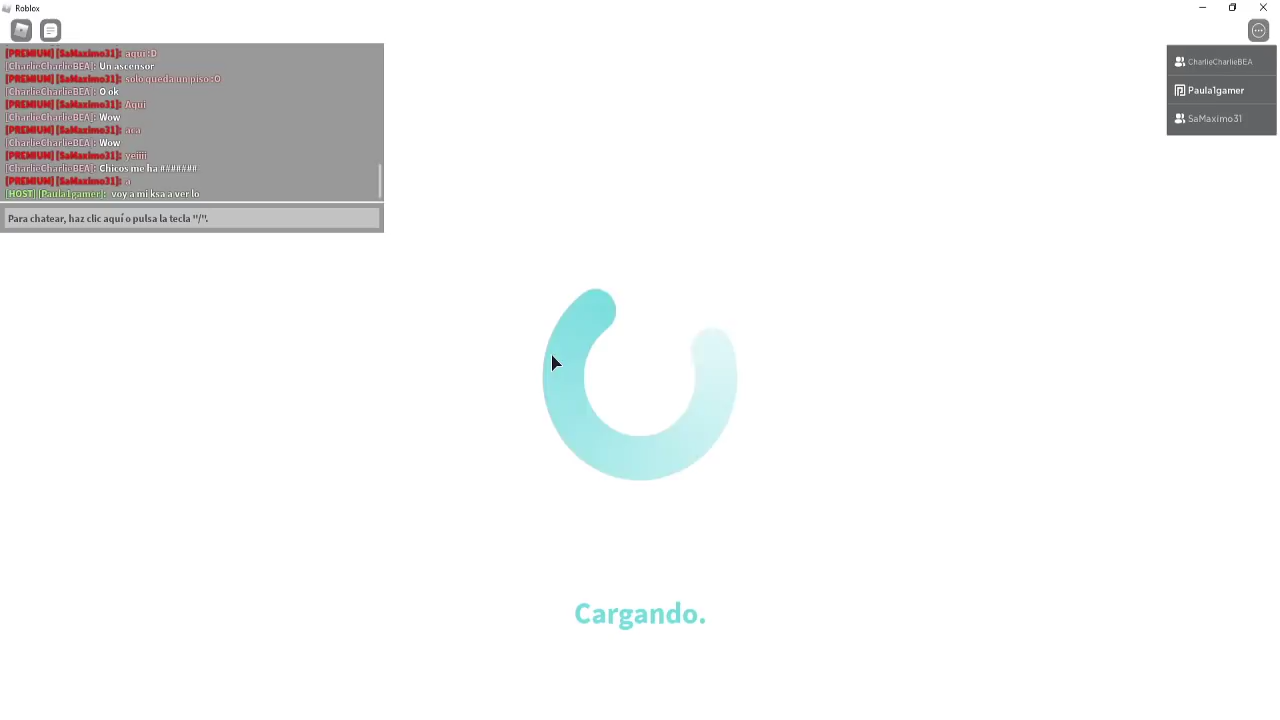 Roblox
[PREMIUM] [SaMaximo31]: aqui :D
[CharlieCharlieBEA]: Un ascensor
[PREMIUM] [SaMaximo31]: solo queda un piso :O
[CharlieCharlieBEA]: O ok
[PREMIUM] [SaMaximo31]: Aqui
[CharlieCharlieBEA]: Wow
[PREMIUM] [SaMaximo31]: aca
[CharlieCharlieBEA]: Wow
[PREMIUM] [SaMaximo31]: yeiiii
[CharlieCharlieBEA]: Chicos me ha #######
[PREMIUM] [SaMaximo31]: a
[HOST] [Paula1gamer]: voy a mi ksa a ver lo
Para chatear, haz clic aquí o pulsa la tecla "/".
CharlieCharlieBEA
Paula1gamer
SaMaximo31
Cargando.